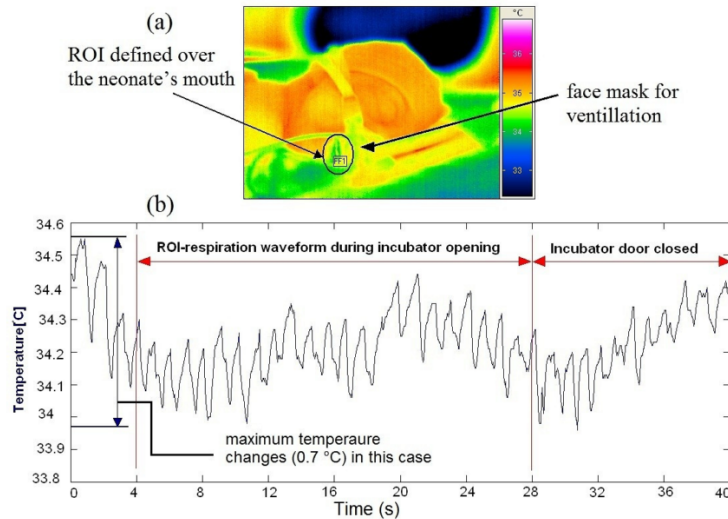 (a)
ROI defined over
the neonate's mouth
face mask for
ventillation
°C
36
35
34
33
(b)
34.6
34.5
34.4
34.3
34.2
34.1
34
33.9
33.8
Temperature[C]
ROI-respiration waveform during incubator opening
Incubator door closed
maximum temperaure
changes (0.7 °C) in this case
0 4 8 12 16 20 24 28 32 36 40
Time (s)